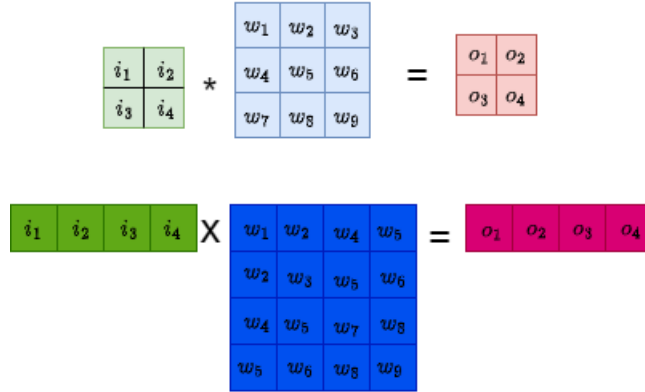 w₁ w₂ w₃
i₁ i₂ * w₄ w₅ w₆ = o₁ o₂
i₃ i₄ w₇ w₈ w₉ o₃ o₄
i₁ i₂ i₃ i₄ X w₁ w₂ w₄ w₅ = o₁ o₂ o₃ o₄
w₂ w₃ w₅ w₆
w₄ w₅ w₇ w₈
w₅ w₆ w₈ w₉